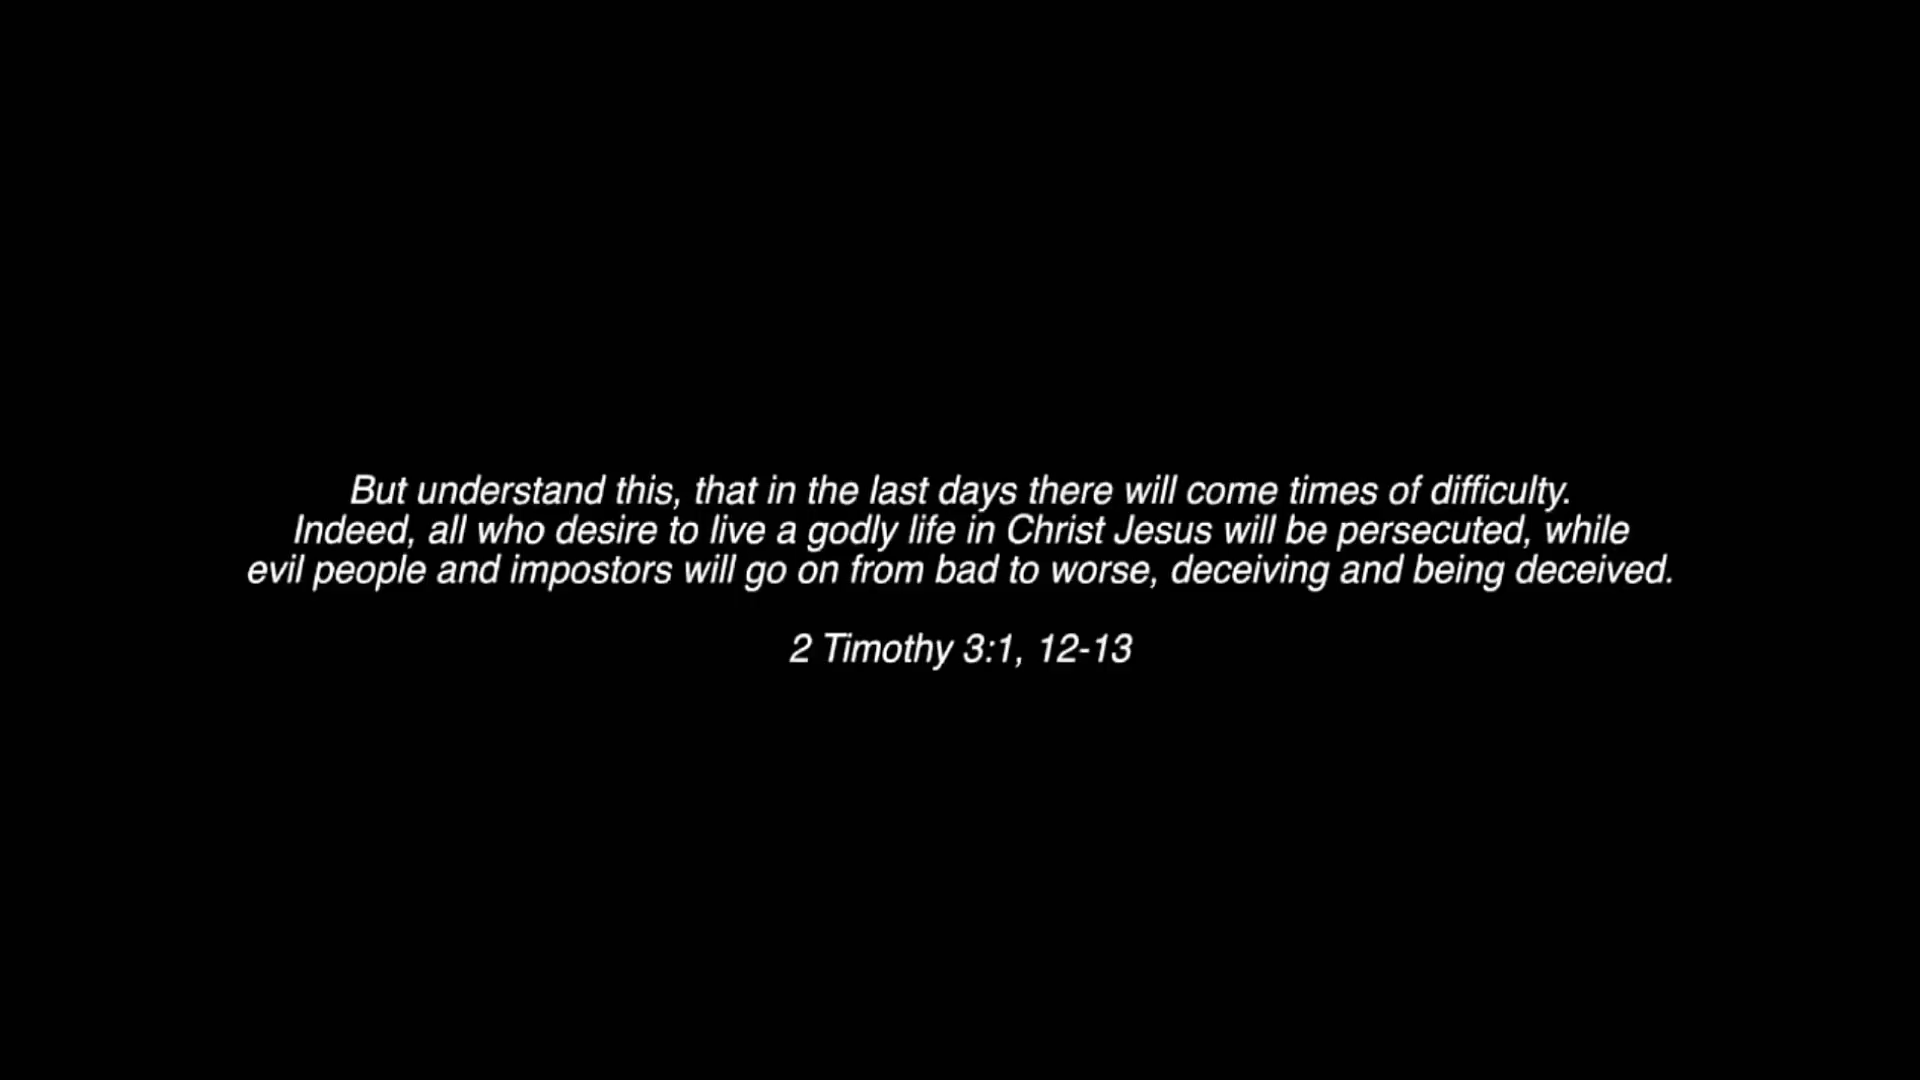 But understand this, that in the last days there will come times of difficulty.
Indeed, all who desire to live a godly life in Christ Jesus will be persecuted, while
evil people and impostors will go on from bad to worse, deceiving and being deceived.
2 Timothy 3:1, 12-13